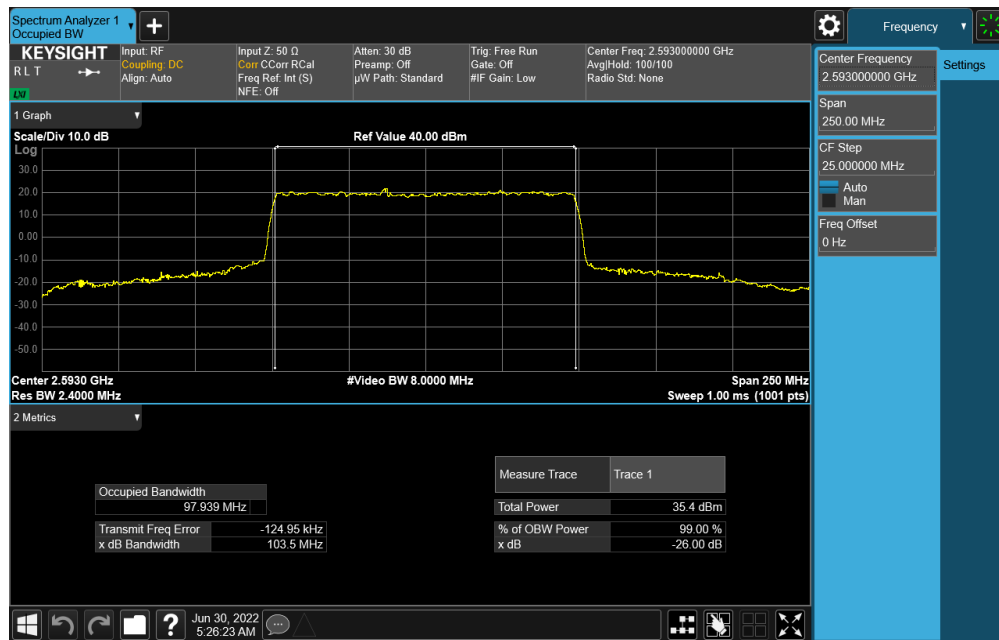 Spectrum Analyzer 1
Occupied BW
Frequency
KEYSIGHT
R L T
LXI
Input: RF
Coupling: DC
Align: Auto
Input Z: 50 Ω
Corr CCorr RCal
Freq Ref: Int (S)
NFE: Off
Atten: 30 dB
Preamp: Off
µW Path: Standard
Trig: Free Run
Gate: Off
#IF Gain: Low
Center Freq: 2.593000000 GHz
Avg|Hold: 100/100
Radio Std: None
Center Frequency
2.593000000 GHz
Settings
Span
250.00 MHz
CF Step
25.000000 MHz
Auto
Man
Freq Offset
0 Hz
1 Graph
Scale/Div 10.0 dB
Ref Value 40.00 dBm
Log
30.0
20.0
10.0
0.00
-10.0
-20.0
-30.0
-40.0
-50.0
Center 2.5930 GHz
#Video BW 8.0000 MHz
Span 250 MHz
Res BW 2.4000 MHz
Sweep 1.00 ms (1001 pts)
2 Metrics
Measure Trace Trace 1
Occupied Bandwidth
97.939 MHz
Total Power 35.4 dBm
Transmit Freq Error -124.95 kHz
% of OBW Power 99.00 %
x dB Bandwidth 103.5 MHz
x dB -26.00 dB
?
Jun 30, 2022
5:26:23 AM